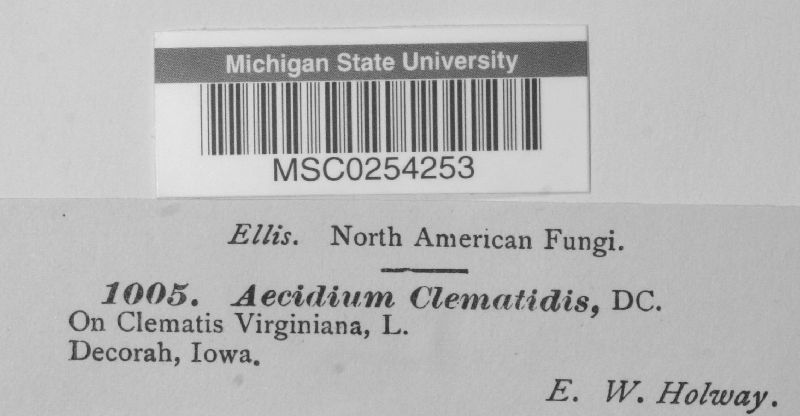 Michigan State University
MSC0254253
Ellis. North American Fungi.
1005. Aecidium Clematidis, DC.
On Clematis Virginiana, L.
Decorah, Iowa.
E. W. Holway.